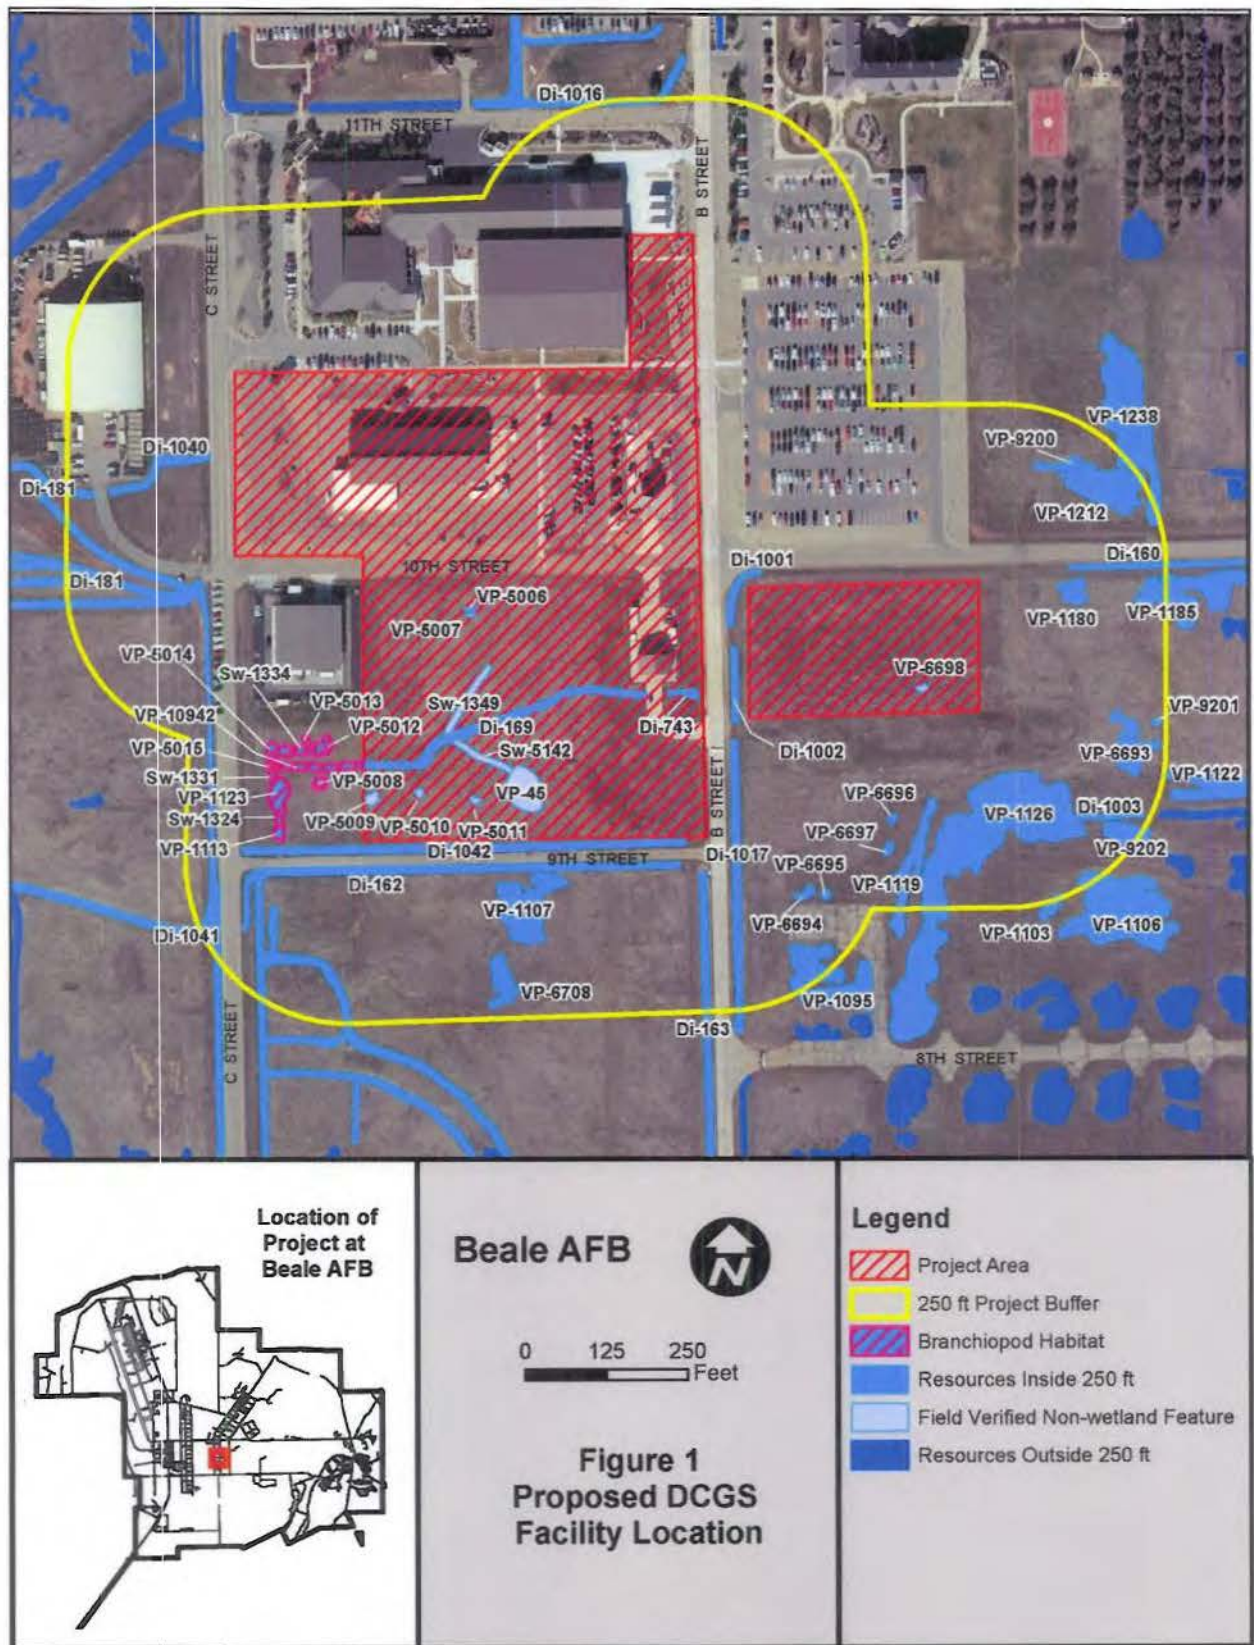 Di-1016
11TH STREET
B STREET
C STREET
VP-1238
VP-9200
Di-1040
Di-181
VP-1212
Di-1001
Di-160
10TH STREET
Di-181
VP-5006
VP-5007
VP-1180
VP-1185
VP-5014
Sw-1334
VP-6698
VP-10942
VP-5013
Sw-1349
VP-5012
Di-169
Di-743
VP-9201
VP-5015
Sw-5142
Di-1002
VP-6693
Sw-1331
VP-5008
VP-1122
VP-1123
VP-45
VP-6696
VP-1126
Di-1003
Sw-1324
VP-5009
VP-5010
VP-5011
B STREET
VP-6697
VP-1113
Di-1042
9TH STREET
Di-1017
VP-9202
VP-6695
Di-162
VP-1119
VP-1107
VP-6694
VP-1103
VP-1106
Di-1041
VP-6708
VP-1095
Di-163
C STREET
8TH STREET
Location of
Project at
Beale AFB
Beale AFB
N
0 125 250
Feet
Figure 1
Proposed DCGS
Facility Location
Legend
Project Area
250 ft Project Buffer
Branchiopod Habitat
Resources Inside 250 ft
Field Verified Non-wetland Feature
Resources Outside 250 ft